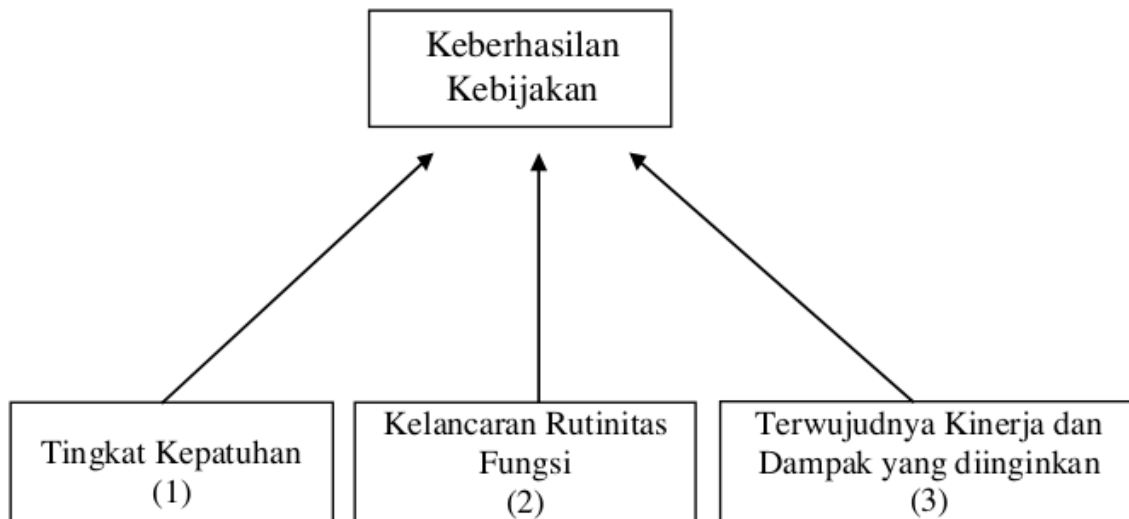 Keberhasilan
Kebijakan
Tingkat Kepatuhan
(1)
Kelancaran Rutinitas
Fungsi
(2)
Terwujudnya Kinerja dan
Dampak yang diinginkan
(3)